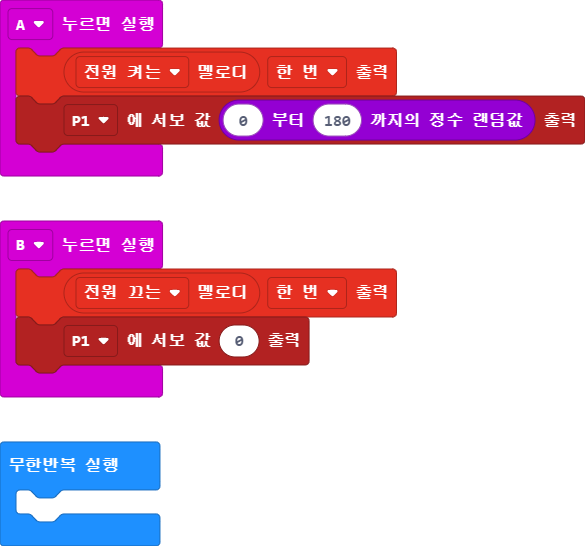 A 누르면 실행
전원 켜는 멜로디 한 번 출력
P1 에 서보 값 0 부터 180 까지의 정수 랜덤값 출력
B 누르면 실행
전원 끄는 멜로디 한 번 출력
P1 에 서보 값 0 출력
무한반복 실행